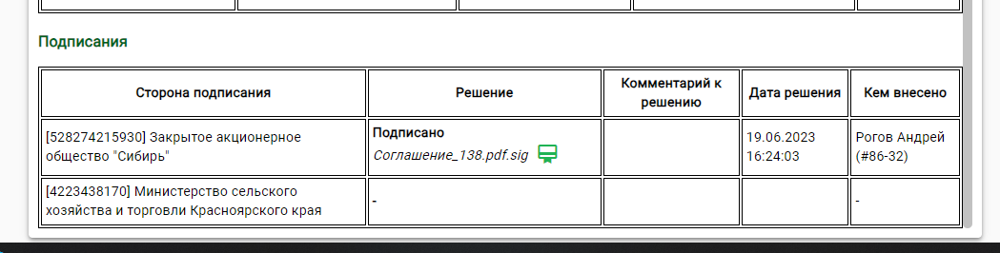 Подписания
Сторона подписания
Решение
Комментарий к
решению
Дата решения
Кем внесено
[528274215930] Закрытое акционерное
общество "Сибирь"
Подписано
Соглашение_138.pdf.sig
19.06.2023
16:24:03
Рогов Андрей
(#86-32)
[4223438170] Министерство сельского
хозяйства и торговли Красноярского края
-
-